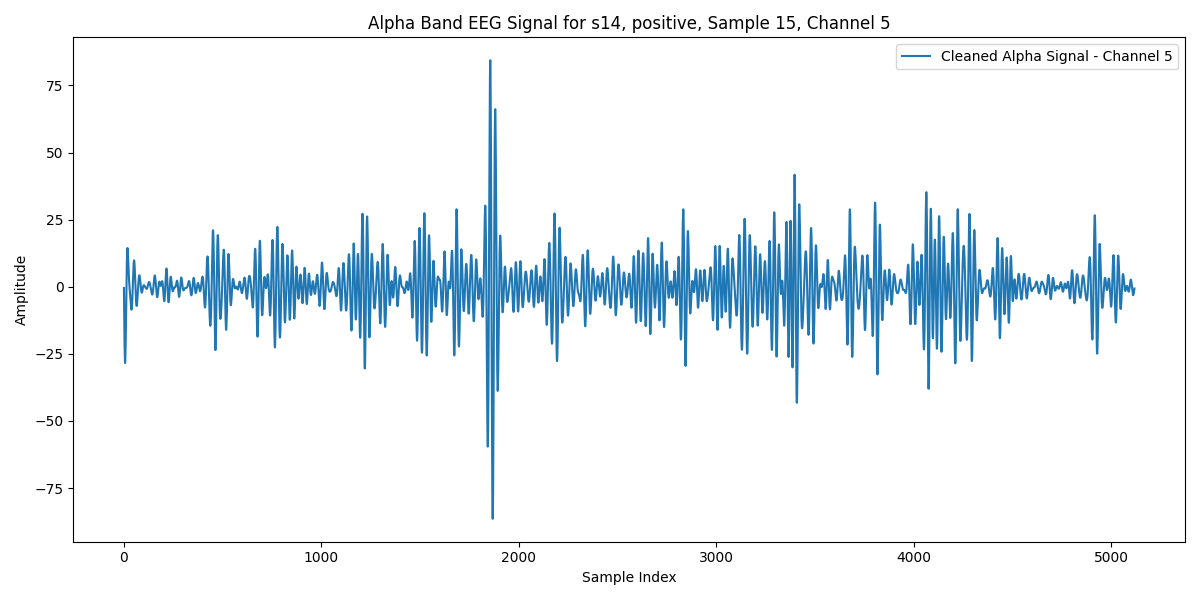 Alpha Band EEG Signal for s14, positive, Sample 15, Channel 5
Cleaned Alpha Signal - Channel 5
75
50
25
0
−25
−50
−75
Amplitude
0 1000 2000 3000 4000 5000
Sample Index